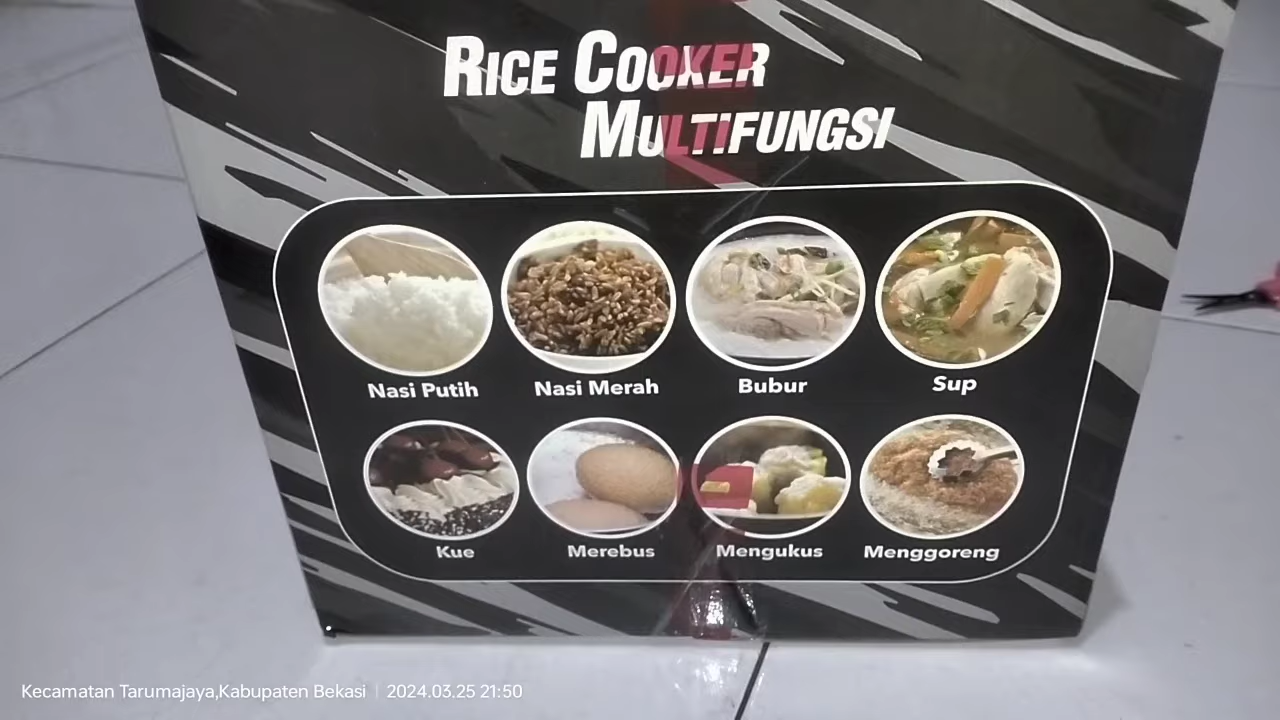 RICE COOKER
MULTIFUNGSI
Nasi Putih
Nasi Merah
Bubur
Sup
Kue
Merebus
Mengukus
Menggoreng
Kecamatan Tarumajaya,Kabupaten Bekasi | 2024.03.25 21:50